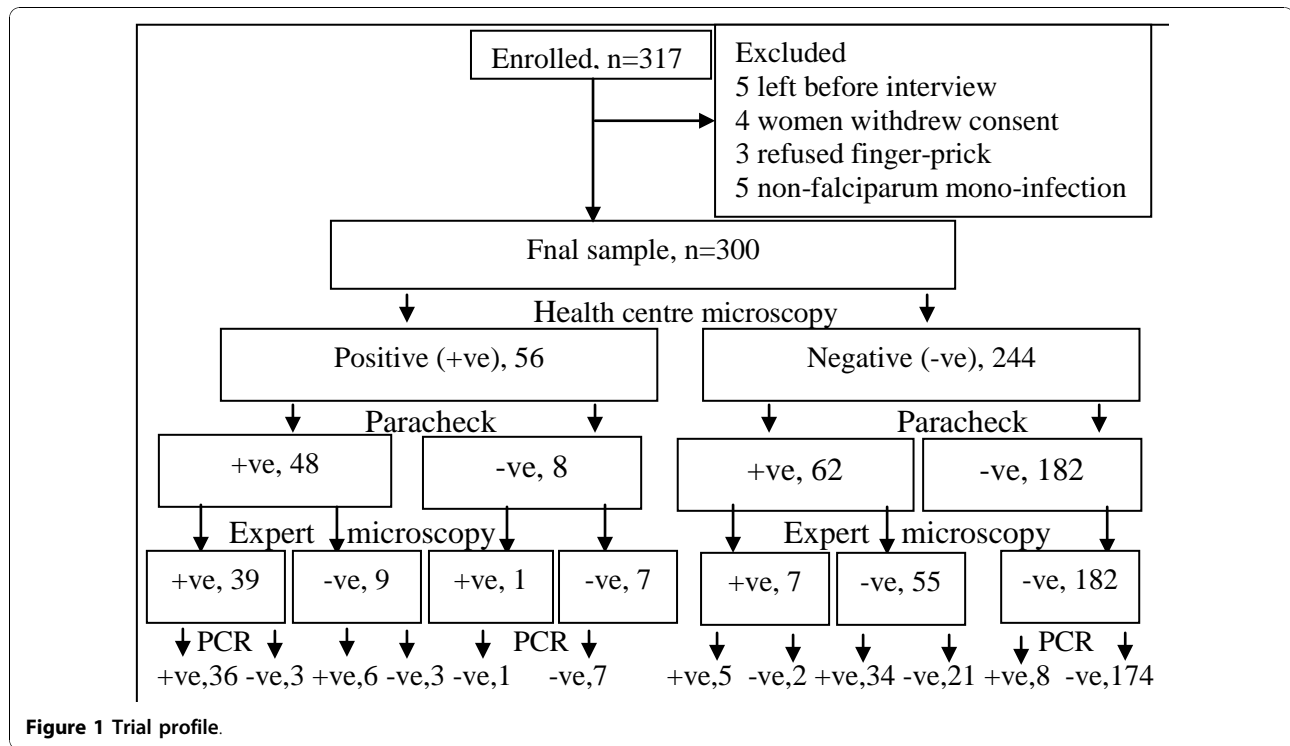 Enrolled, n=317
Excluded
5 left before interview
4 women withdrew consent
3 refused finger-prick
5 non-falciparum mono-infection
Fnal sample, n=300
Health centre microscopy
Positive (+ve), 56
Negative (-ve), 244
Paracheck
Paracheck
+ve, 48
-ve, 8
+ve, 62
-ve, 182
Expert microscopy
Expert microscopy
+ve, 39
-ve, 9
+ve, 1
-ve, 7
+ve, 7
-ve, 55
-ve, 182
PCR
PCR
PCR
+ve,36 -ve,3 +ve,6 -ve,3 -ve,1 -ve,7 +ve,5 -ve,2 +ve,34 -ve,21 +ve,8 -ve,174
Figure 1 Trial profile.